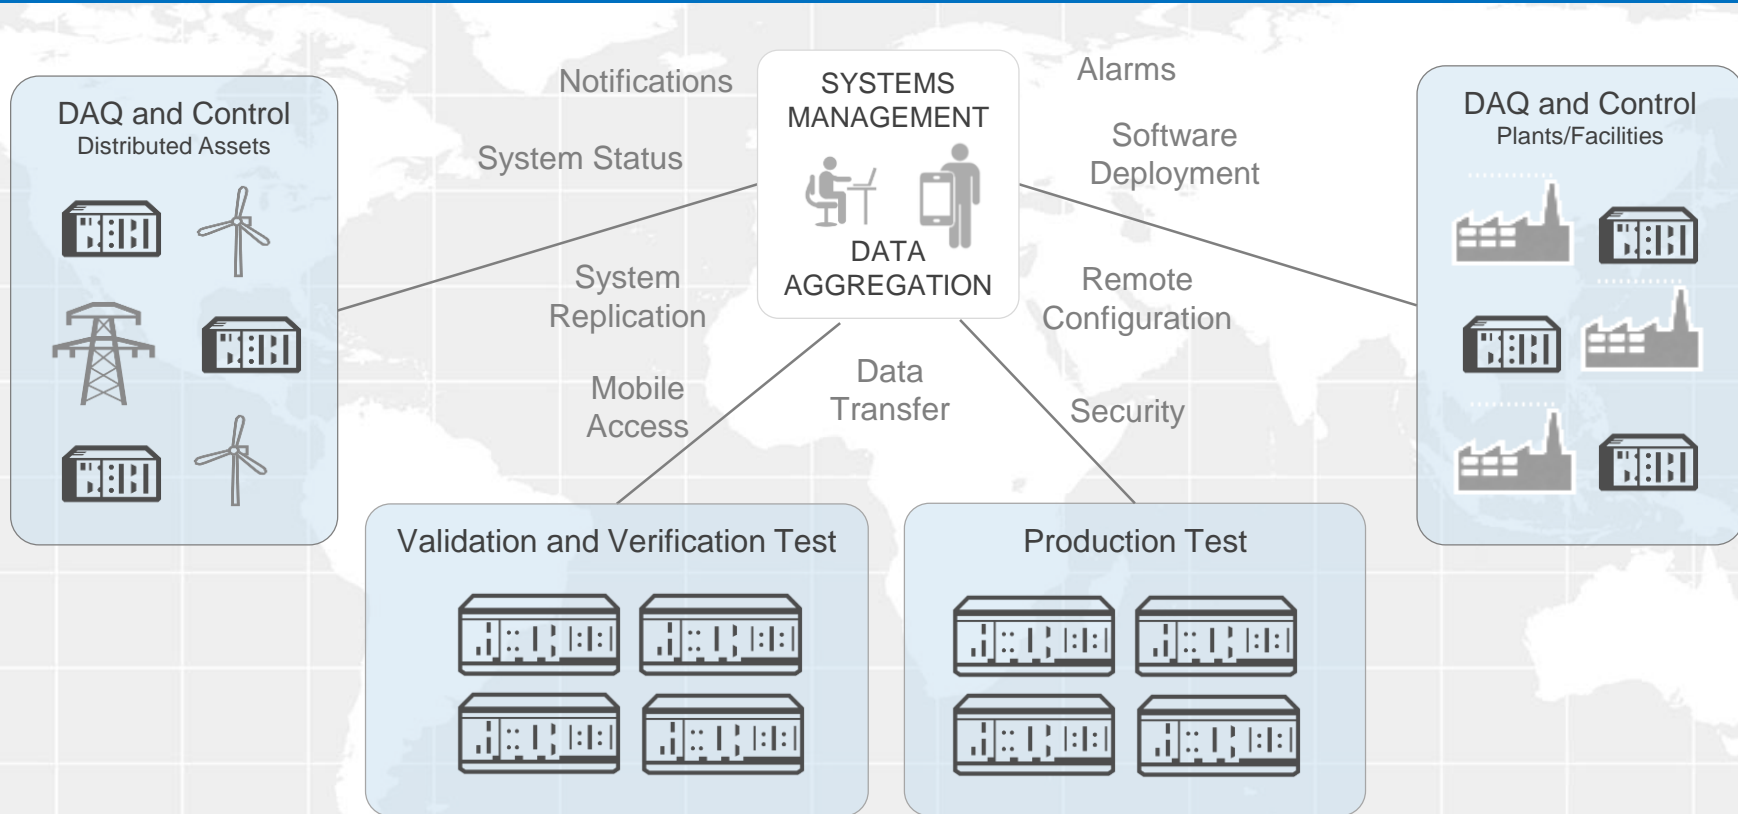 DAQ and Control
Distributed Assets
Notifications
System Status
System
Replication
Mobile
Access
SYSTEMS
MANAGEMENT
DATA
AGGREGATION
Data
Transfer
Alarms
Software
Deployment
Remote
Configuration
Security
DAQ and Control
Plants/Facilities
Validation and Verification Test
Production Test